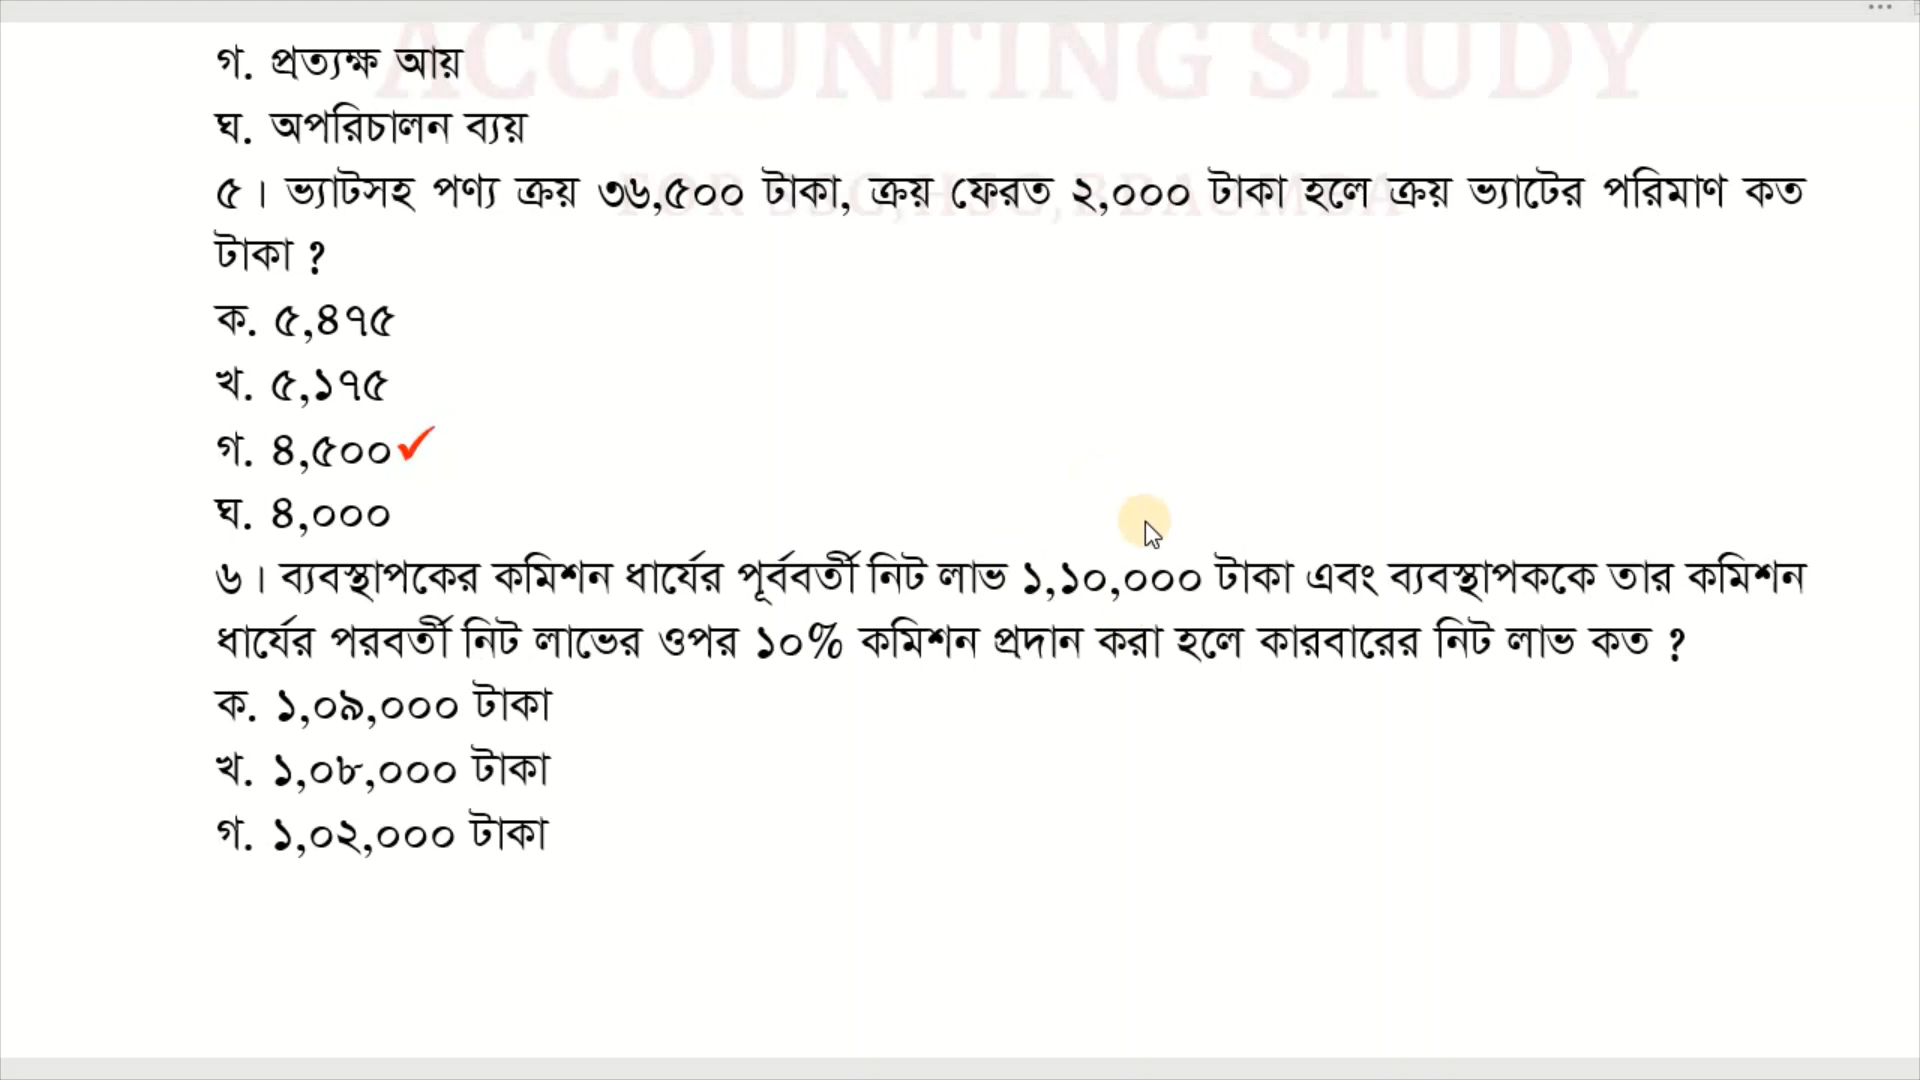 ACCOUNTING STUDY
গ. প্রত্যক্ষ আয়
ঘ. অপরিচালন ব্যয়
৫। ভ্যাটসহ পণ্য ক্রয় ৩৬,৫০০ টাকা, ক্রয় ফেরত ২,০০০ টাকা হলে ক্রয় ভ্যাটের পরিমাণ কত
টাকা ?
ক. ৫,৪৭৫
খ. ৫,১৭৫
গ. ৪,৫০০
ঘ. ৪,০০০
৬। ব্যবস্থাপকের কমিশন ধার্যের পূর্ববর্তী নিট লাভ ১,১০,০০০ টাকা এবং ব্যবস্থাপককে তার কমিশন
ধার্যের পরবর্তী নিট লাভের ওপর ১০% কমিশন প্রদান করা হলে কারবারের নিট লাভ কত ?
ক. ১,০৯,০০০ টাকা
খ. ১,০৮,০০০ টাকা
গ. ১,০২,০০০ টাকা